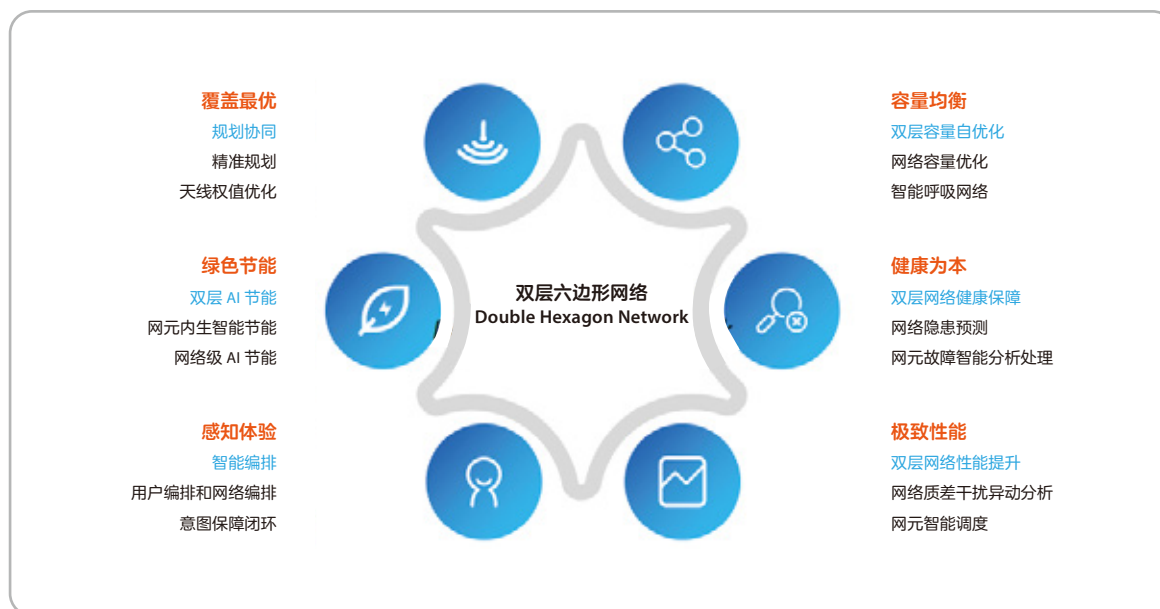 覆盖最优
规划协同
精准规划
天线权值优化
容量均衡
双层容量自优化
网络容量优化
智能呼吸网络
绿色节能
双层 AI 节能
网元内生智能节能
网络级 AI 节能
双层六边形网络
Double Hexagon Network
健康为本
双层网络健康保障
网络隐患预测
网元故障智能分析处理
感知体验
智能编排
用户编排和网络编排
意图保障闭环
极致性能
双层网络性能提升
网络质差干扰异动分析
网元智能调度